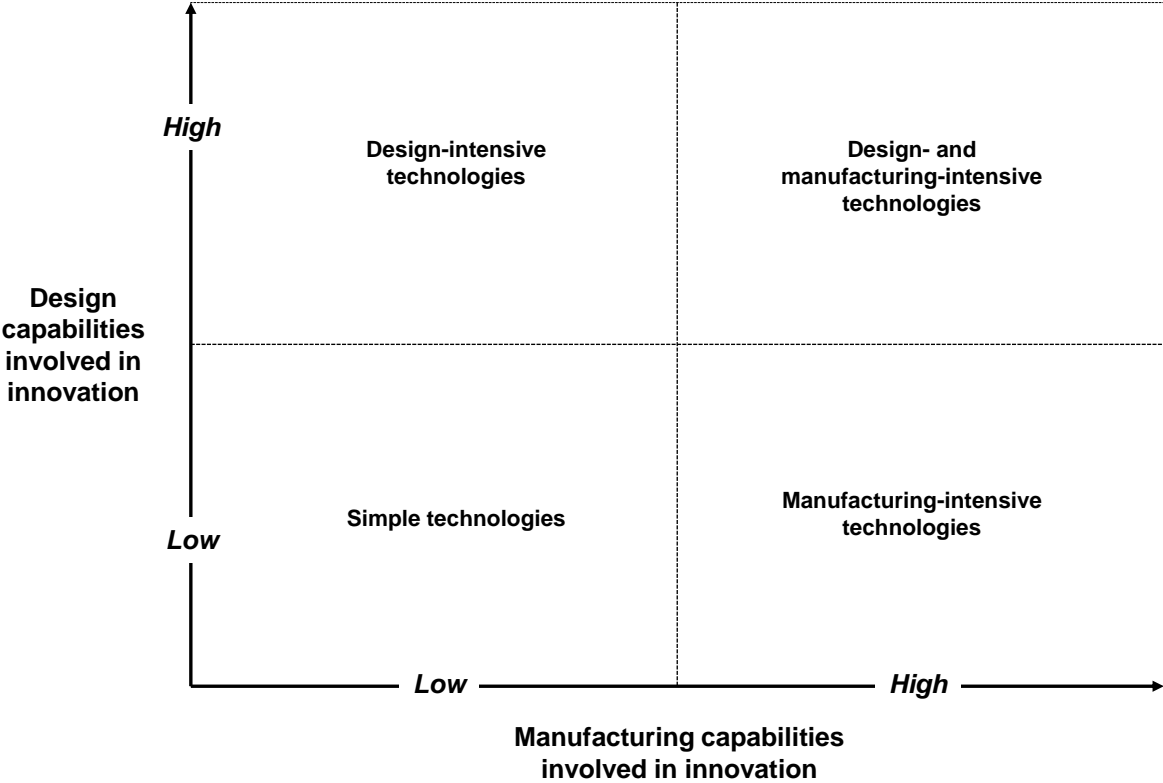 High
Design-intensive
technologies
Design- and
manufacturing-intensive
technologies
Design
capabilities
involved in
innovation
Simple technologies
Manufacturing-intensive
technologies
Low
Low
High
Manufacturing capabilities
involved in innovation